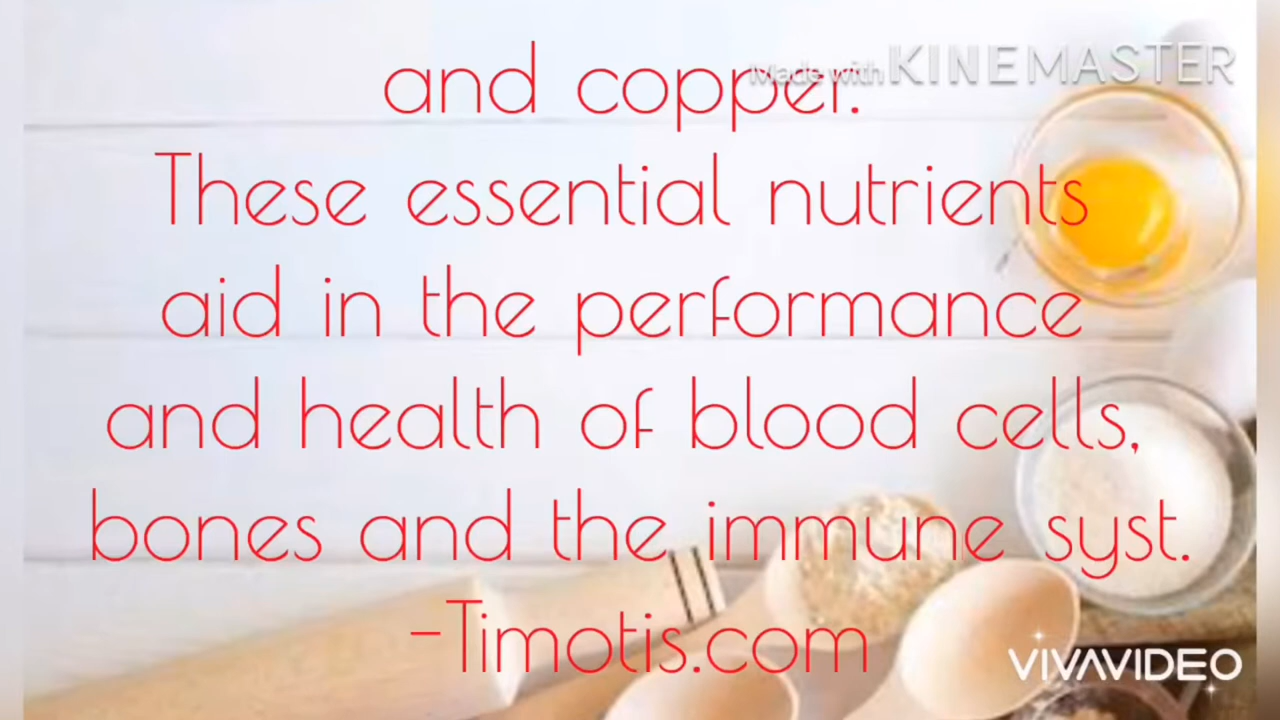 and copper.
Made with KINEMASTER
These essential nutrients
aid in the performance
and health of blood cells,
bones and the immune syst.
-Timotis.com
VIVAVIDEO